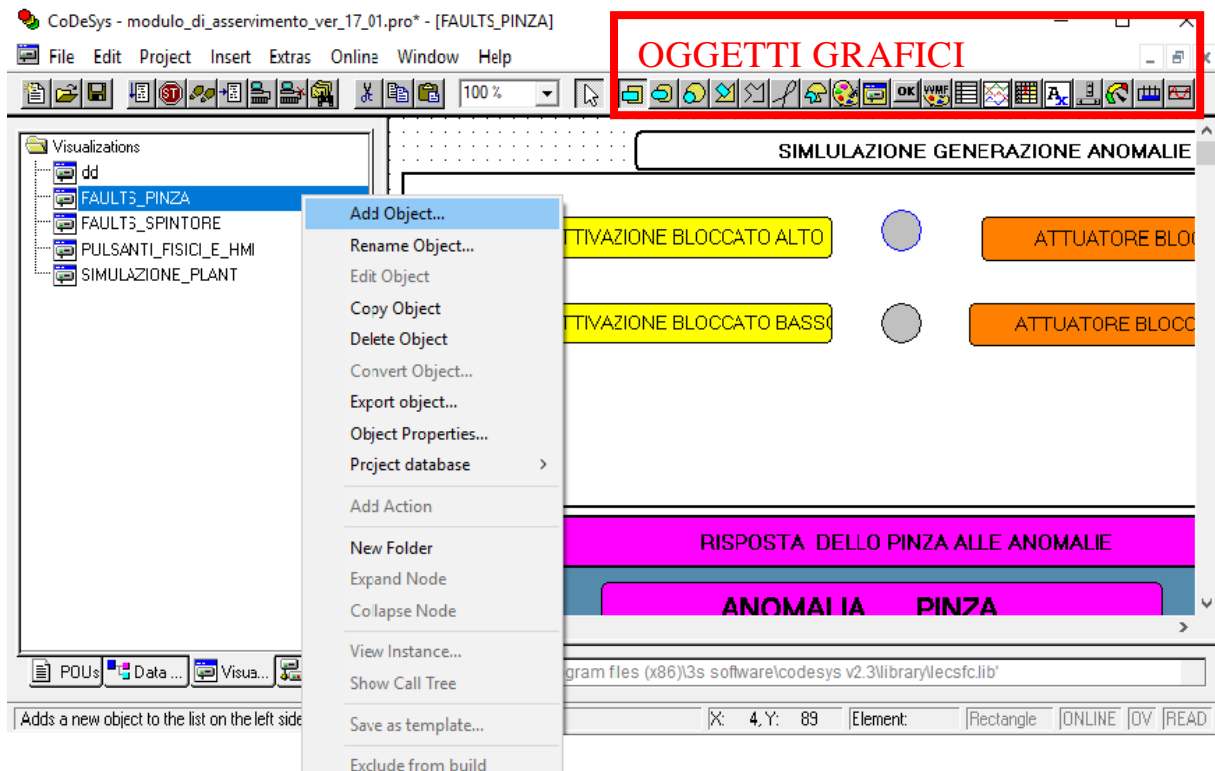 CoDeSys - modulo_di_asservimento_ver_17_01.pro* - [FAULTS_PINZA]
OGGETTI GRAFICI
File Edit Project Insert Extras Online Window Help
100 %
OK
WMF
Visualizations
dd
FAULTS_PINZA
FAULTS_SPINTORE
PULSANTI_FISICI_E_HMI
SIMULAZIONE_PLANT
Add Object...
Rename Object...
Edit Object
Copy Object
Delete Object
Convert Object...
Export object...
Object Properties...
Project database
Add Action
New Folder
Expand Node
Collapse Node
View Instance...
Show Call Tree
Save as template...
Exclude from build
SIMLULAZIONE GENERAZIONE ANOMALIE
TTIVAZIONE BLOCCATO ALTO
ATTUATORE BLO
TTIVAZIONE BLOCCATO BASSO
ATTUATORE BLOCC
RISPOSTA DELLO PINZA ALLE ANOMALIE
ANOMALIA PINZA
POUs Data ... Visua...
gram files (x86)\3s software\codesys v2.3\library\Iecsfc.lib'
Adds a new object to the list on the left side
X: 4, Y: 89 Element: Rectangle ONLINE OV READ